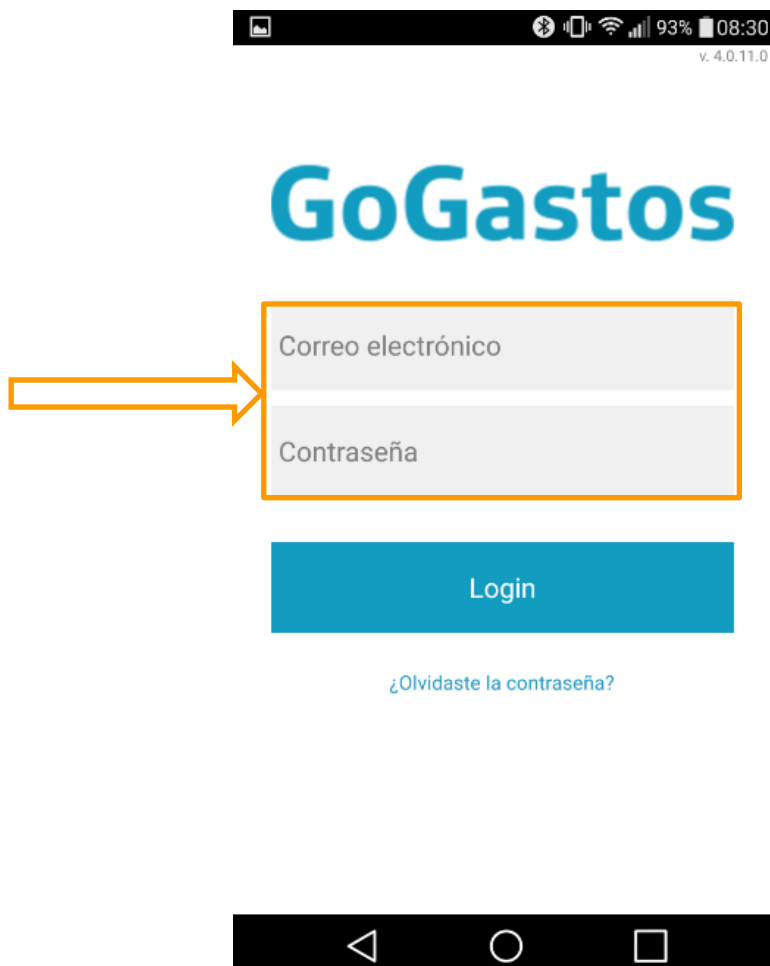 93% 08:30
v. 4.0.11.0
GoGastos
Correo electrónico
Contraseña
Login
¿Olvidaste la contraseña?